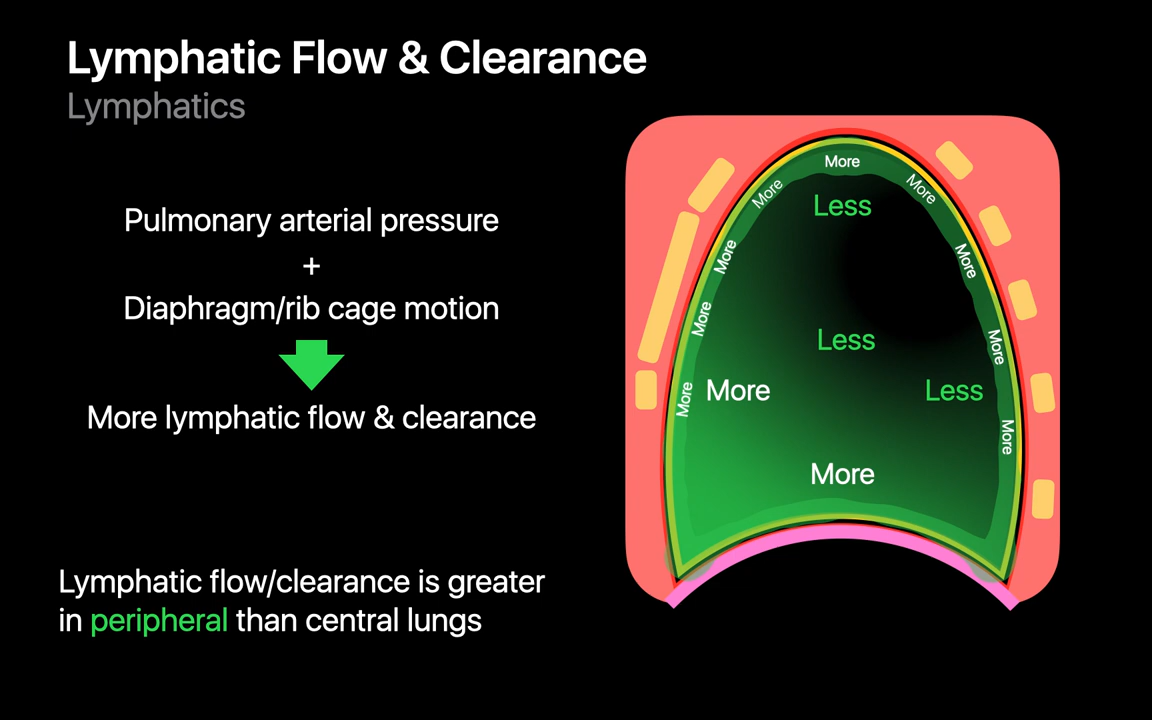 Lymphatic Flow & Clearance
Lymphatics
Pulmonary arterial pressure
+
Diaphragm/rib cage motion
More lymphatic flow & clearance
Lymphatic flow/clearance is greater
in peripheral than central lungs
More
More
More
Less
More
More
More
More
Less
More
More
More
Less
More
More